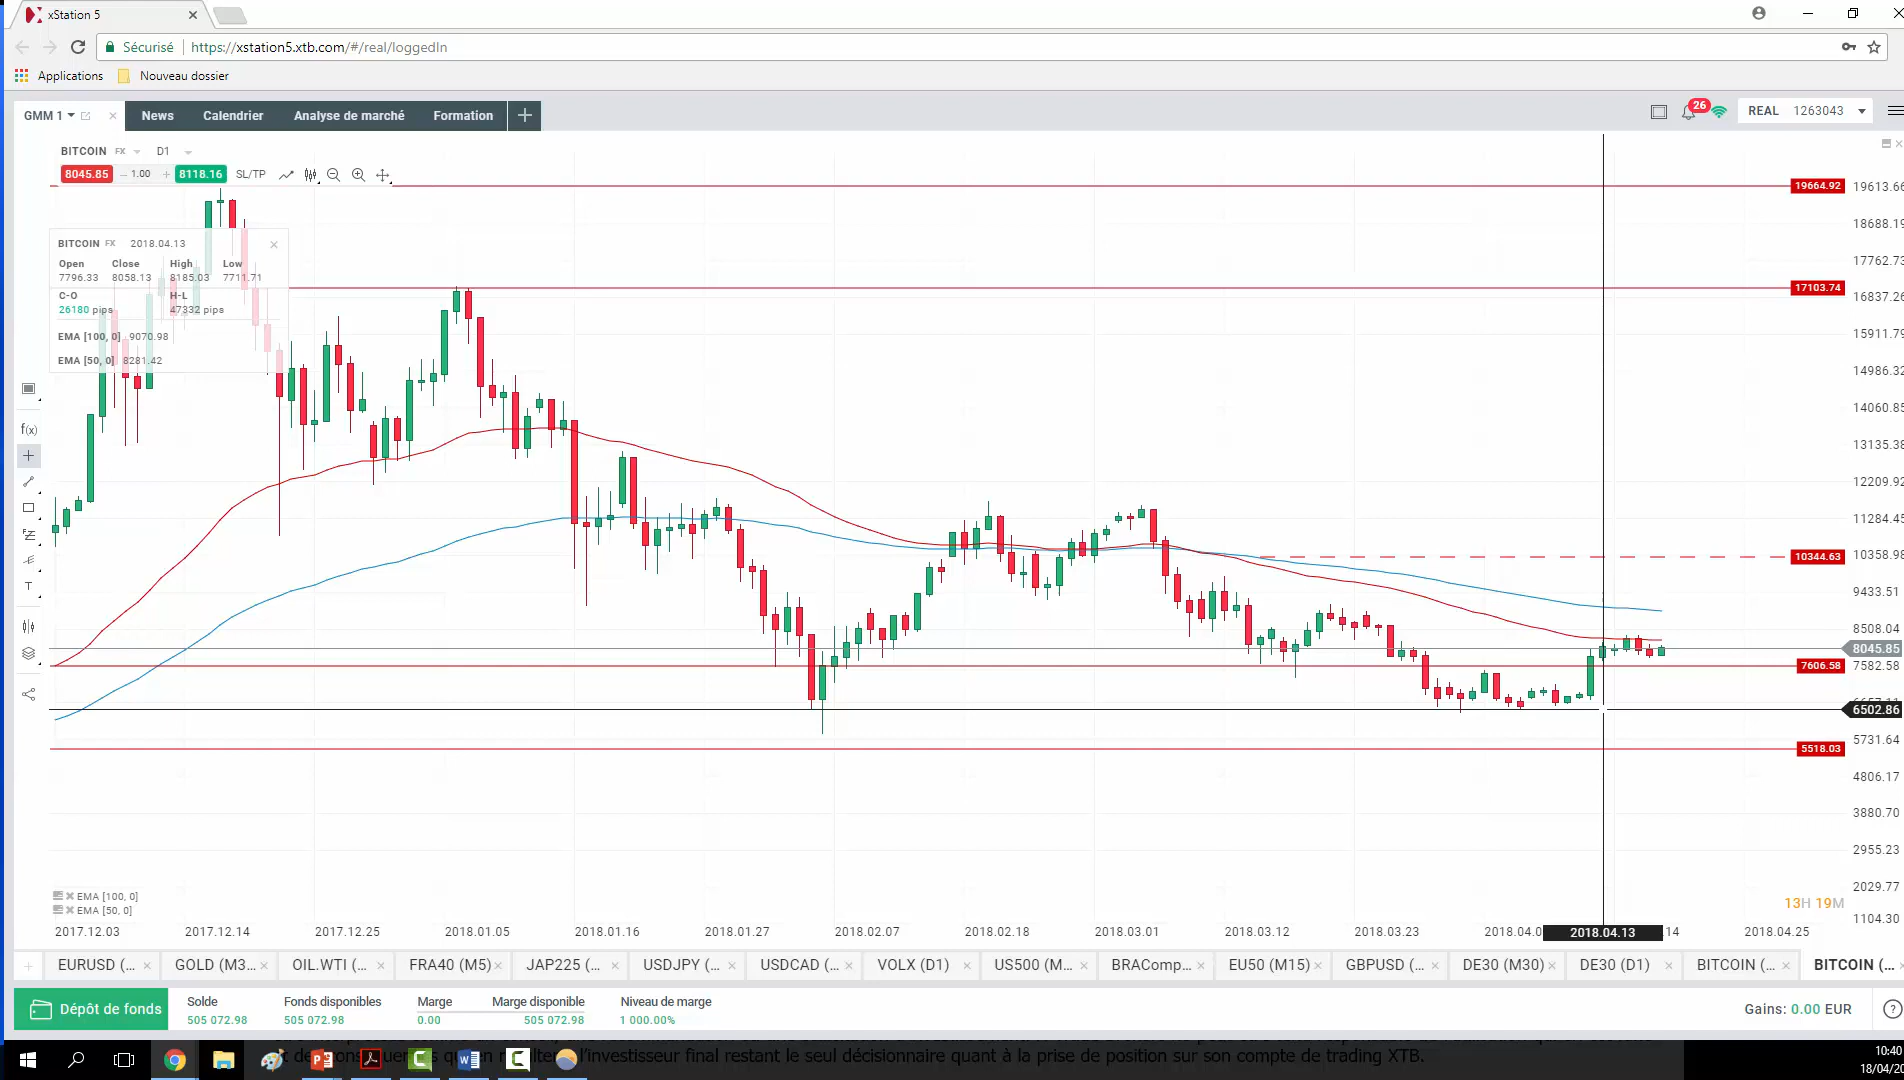 xStation 5
Sécurisé https://xstation5.xtb.com/#/real/loggedIn
Applications Nouveau dossier
GMM 1 News Calendrier Analyse de marché Formation 26 REAL 1263043
BITCOIN FX D1
8045.85 1.00 8118.16 SL/TP
19664.92
19613.66
18688.19
BITCOIN FX 2018.04.13
Open Close High Low
7796.33 8058.13 8185.03 7711.71
C-O H-L
26180 pips 47332 pips
EMA [100, 0] 9070.98
EMA [50, 0] 8281.42
17762.73
17103.74
16837.26
15911.79
14986.32
14060.85
13135.38
12209.92
11284.45
10344.63
10358.98
9433.51
8508.04
8045.85
7606.58
7582.58
6502.86
5731.64
5518.03
4806.17
3880.70
2955.23
2029.77
1104.30
f(x)
T
EMA [100, 0]
EMA [50, 0]
13H 19M
2017.12.03 2017.12.14 2017.12.25 2018.01.05 2018.01.16 2018.01.27 2018.02.07 2018.02.18 2018.03.01 2018.03.12 2018.03.23 2018.04.0 2018.04.13 14 2018.04.25
EURUSD (... GOLD (M3... OIL.WTI (... FRA40 (M5) JAP225 (... USDJPY (... USDCAD (... VOLX (D1) US500 (M... BRAComp... EU50 (M15) GBPUSD (... DE30 (M30) DE30 (D1) BITCOIN (... BITCOIN (...
Dépôt de fonds
Solde Fonds disponibles Marge Marge disponible Niveau de marge
505 072.98 505 072.98 0.00 505 072.98 1 000.00%
Gains: 0.00 EUR
l'investisseur final restant le seul décisionnaire quant à la prise de position sur son compte de trading XTB.
10:40
18/04/20